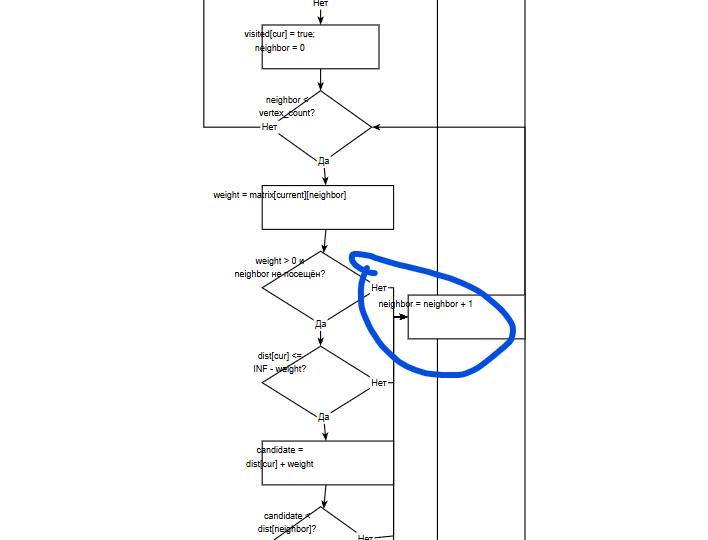 Нет
visited[cur] = true;
neighbor = 0
neighbor <
vertex_count?
Нет
Да
weight = matrix[current][neighbor]
weight > 0 и
neighbor не посещён?
Нет
neighbor = neighbor + 1
Да
dist[cur] <=
INF - weight?
Нет
Да
candidate =
dist[cur] + weight
candidate <
dist[neighbor]?
Нет